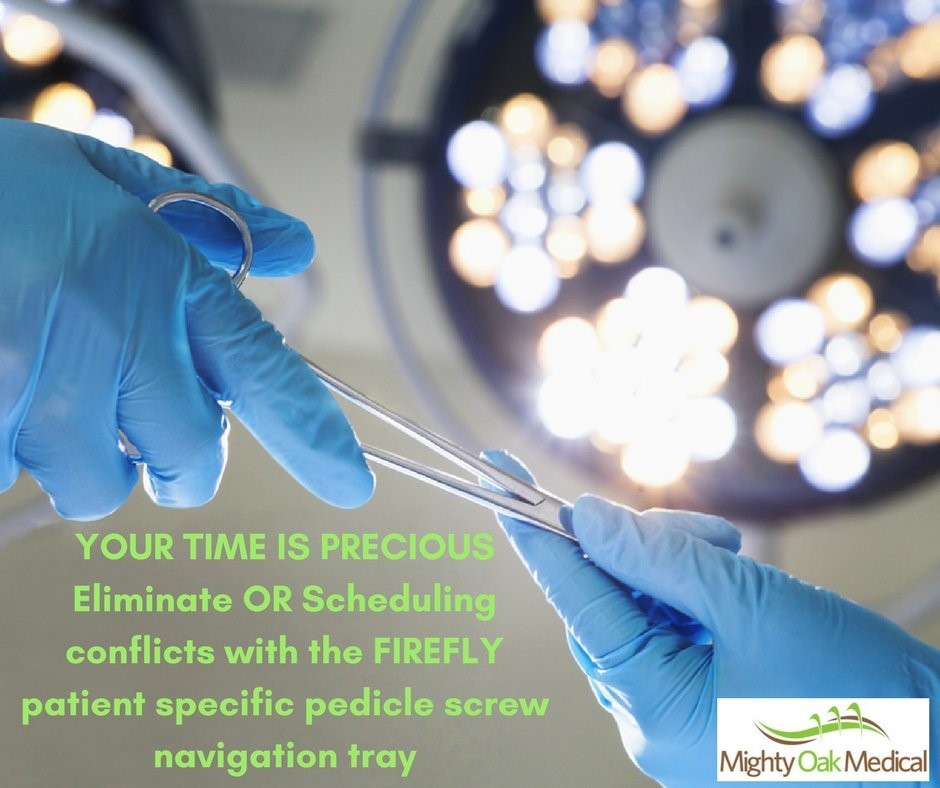 YOUR TIME IS PRECIOUS
Eliminate OR Scheduling
conflicts with the FIREFLY
patient specific pedicle screw
navigation tray
Mighty Oak Medical